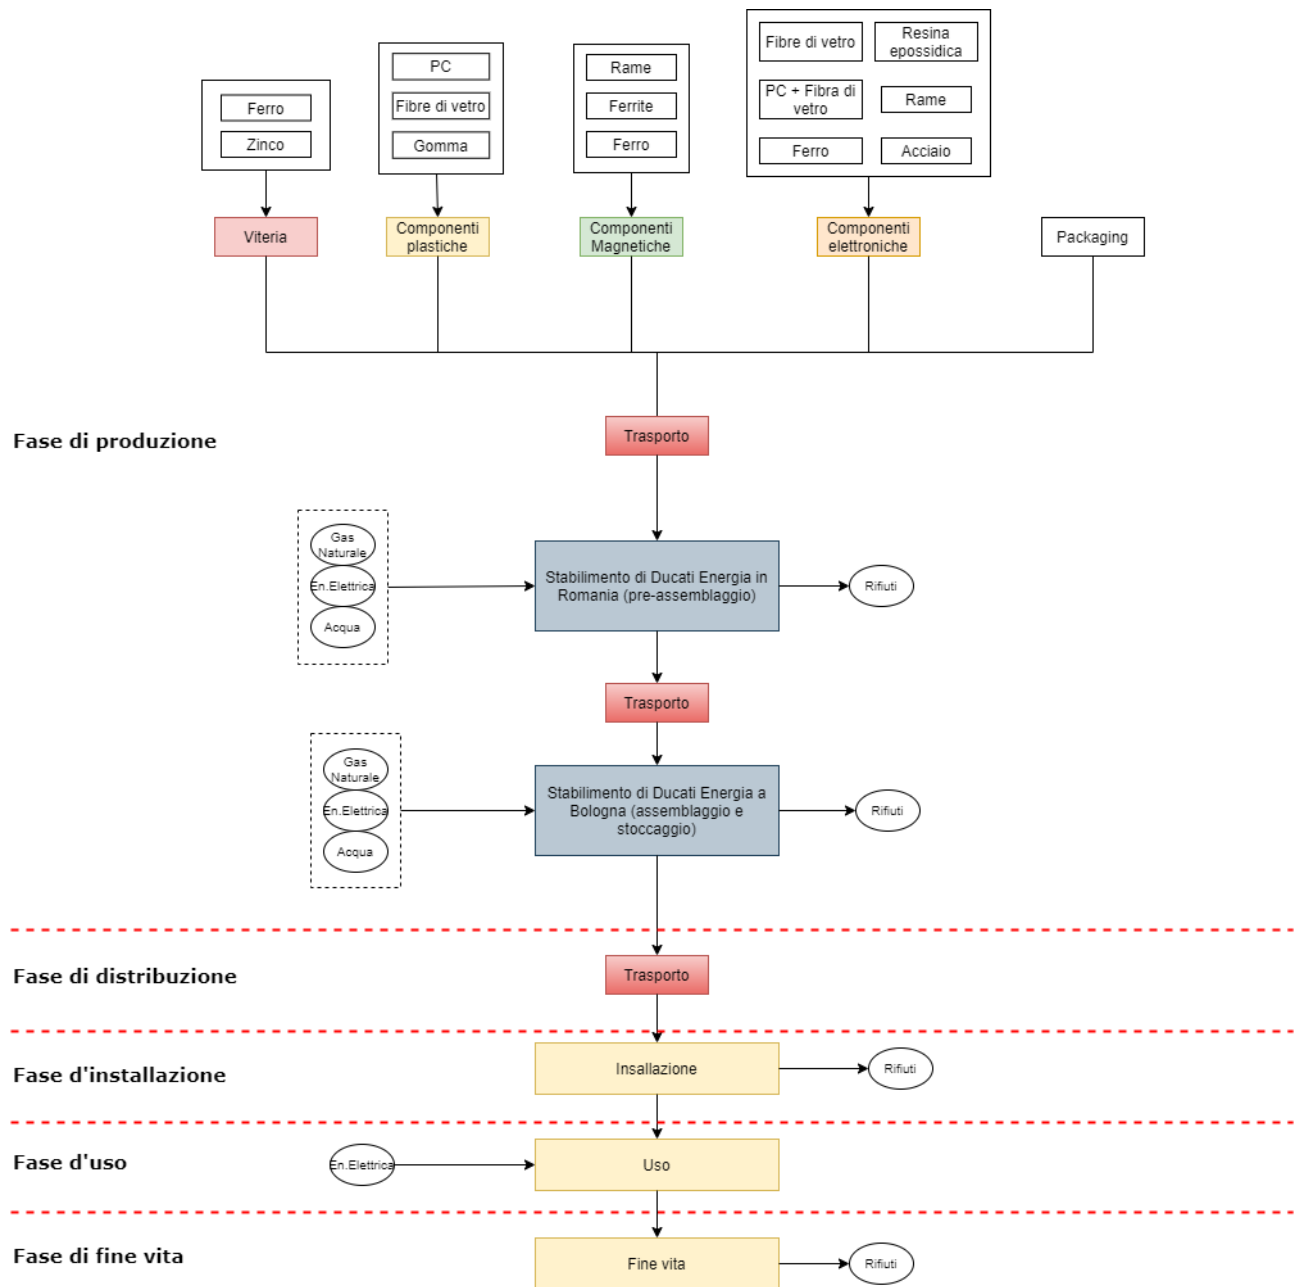 Ferro
Zinco
PC
Fibre di vetro
Gomma
Rame
Ferrite
Ferro
Fibre di vetro
Resina
epossidica
PC + Fibra di
vetro
Rame
Ferro
Acciaio
Viteria
Componenti
plastiche
Componenti
Magnetiche
Componenti
elettroniche
Packaging
Trasporto
Fase di produzione
Gas
Naturale
En.Elettrica
Acqua
Stabilimento di Ducati Energia in
Romania (pre-assemblaggio)
Rifiuti
Trasporto
Gas
Naturale
En.Elettrica
Acqua
Stabilimento di Ducati Energia a
Bologna (assemblaggio e
stoccaggio)
Rifiuti
Fase di distribuzione
Trasporto
Fase d'installazione
Insallazione
Rifiuti
Fase d'uso
En.Elettrica
Uso
Fase di fine vita
Fine vita
Rifiuti